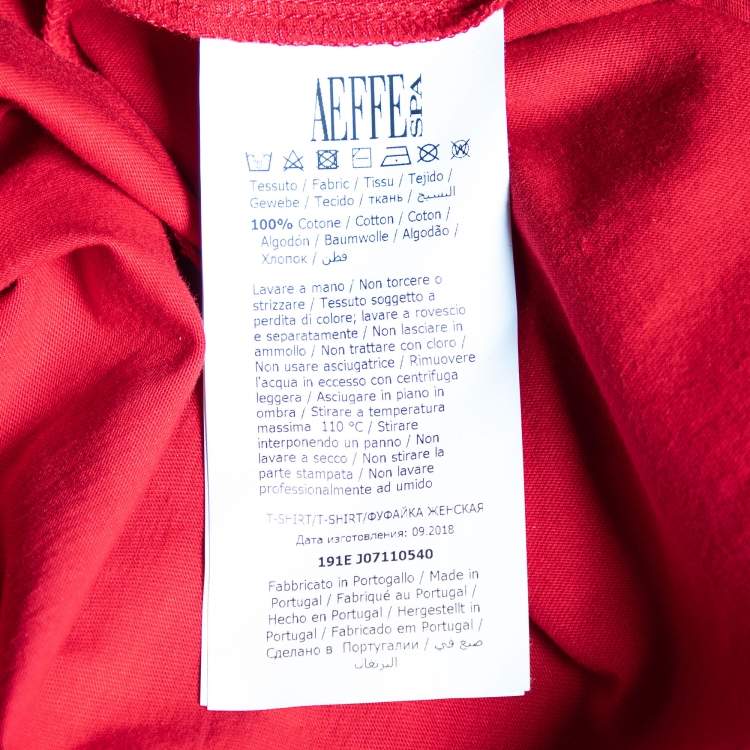 AEFFE SPA
Tessuto / Fabric / Tissu / Tejido /
Gewebe / Tecido / ткань / النسيج
100% Cotone / Cotton / Coton /
Algodón / Baumwolle / Algodão /
Хлопок / قطن
Lavare a mano / Non torcere o
strizzare / Tessuto soggetto a
perdita di colore; lavare a rovescio
e separatamente / Non lasciare in
ammollo / Non trattare con cloro /
Non usare asciugatrice / Rimuovere
l'acqua in eccesso con centrifuga
leggera / Asciugare in piano in
ombra / Stirare a temperatura
massima 110 °C / Stirare
interponendo un panno / Non
lavare a secco / Non stirare la
parte stampata / Non lavare
professionalmente ad umido
T-SHIRT/T-SHIRT/ФУФАЙКА ЖЕНСКАЯ
Дата изготовления: 09.2018
191E J07110540
Fabbricato in Portogallo / Made in
Portugal / Fabriqué au Portugal /
Hecho en Portugal / Hergestellt in
Portugal / Fabricado em Portugal /
Сделано в Португалии / صنع في
البرتغال